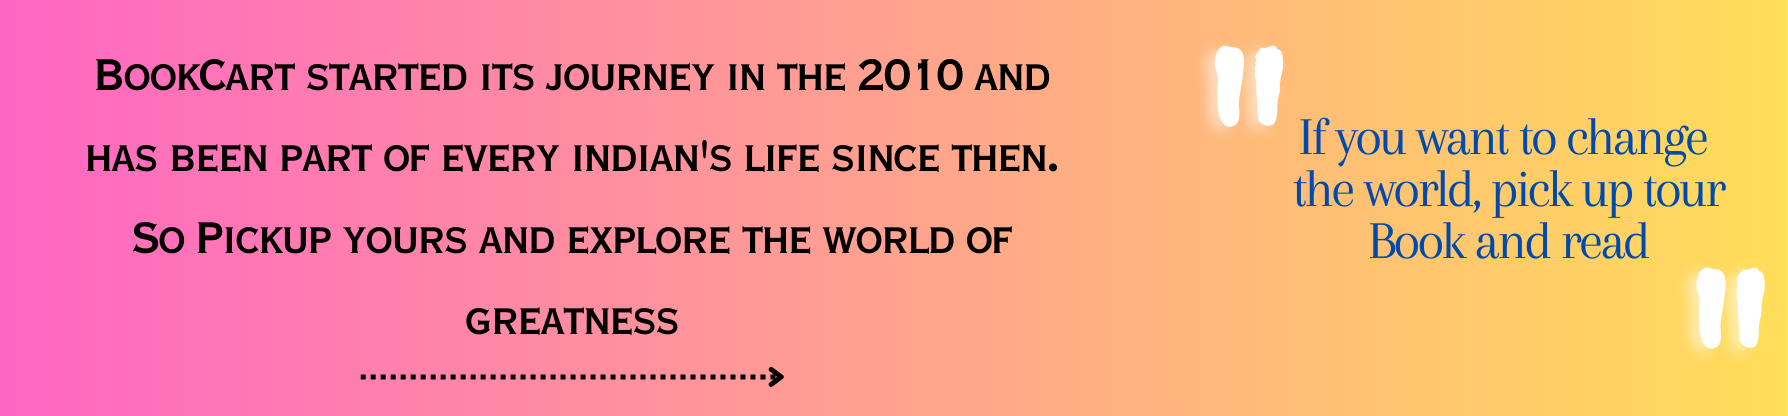 BookCart started its journey in the 2010 and
has been part of every indian's life since then.
So Pickup yours and explore the world of
greatness
"
If you want to change
the world, pick up tour
Book and read
"